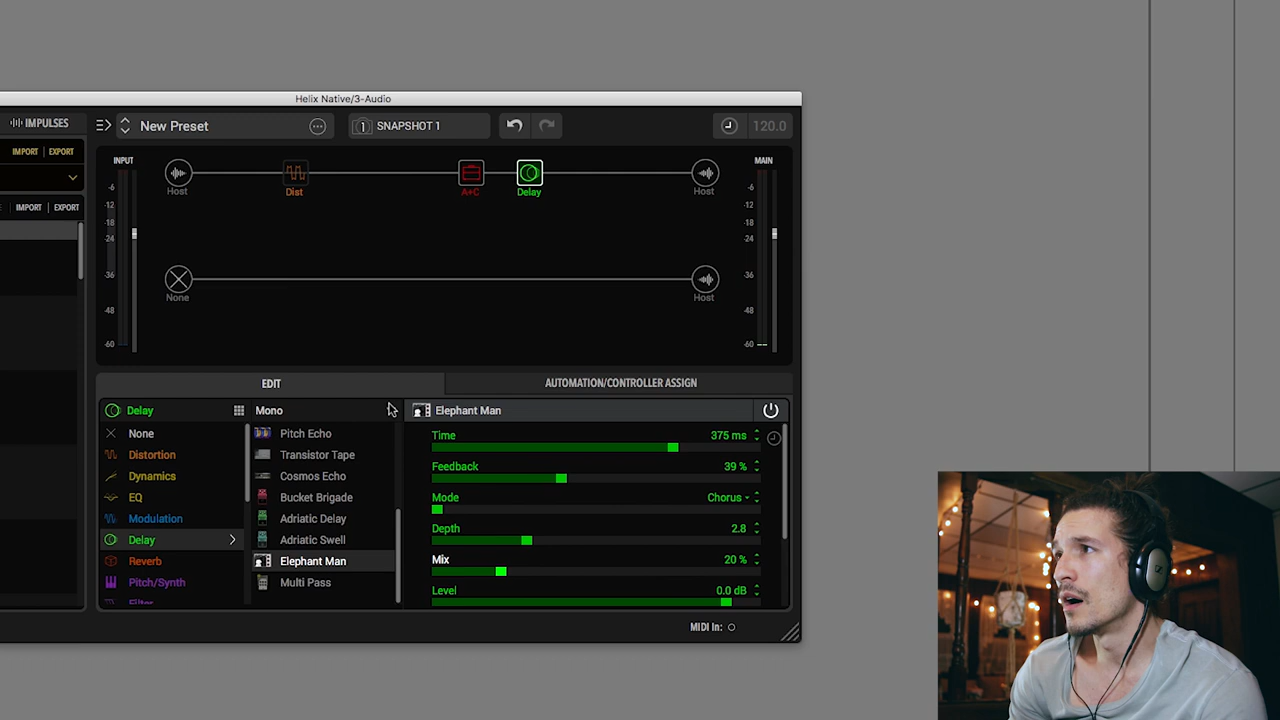 Helix Native/3-Audio
IMPULSES
New Preset
1 SNAPSHOT 1
120.0
IMPORT | EXPORT
IMPORT | EXPORT
INPUT
-6
-12
-18
-24
-36
-48
-60
Host
Dist
A+C
Delay
Host
None
Host
MAIN
-6
-12
-18
-24
-36
-48
-60
EDIT
AUTOMATION/CONTROLLER ASSIGN
Delay
None
Distortion
Dynamics
EQ
Modulation
Delay
Reverb
Pitch/Synth
Filter
Mono
Pitch Echo
Transistor Tape
Cosmos Echo
Bucket Brigade
Adriatic Delay
Adriatic Swell
Elephant Man
Multi Pass
Elephant Man
Time 375 ms
Feedback 39 %
Mode Chorus
Depth 2.8
Mix 20 %
Level 0.0 dB
MIDI In: